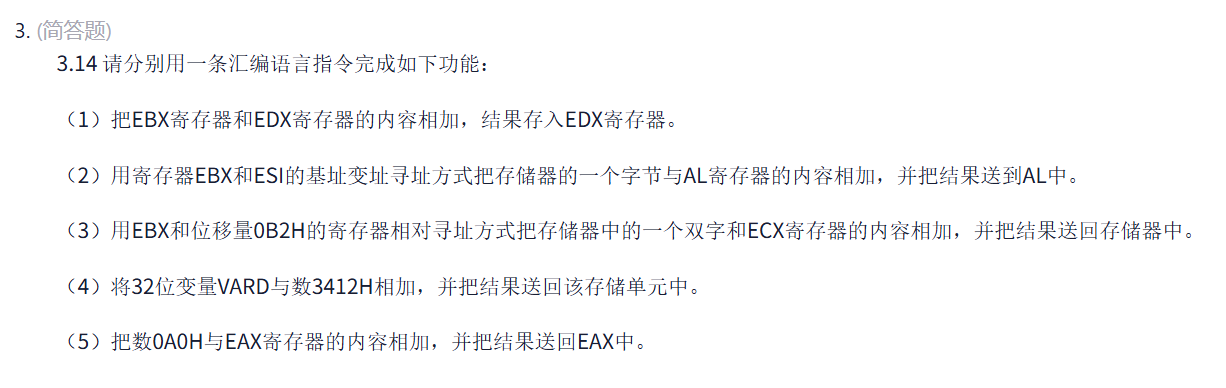 3. (简答题)
3.14 请分别用一条汇编语言指令完成如下功能：
（1）把EBX寄存器和EDX寄存器的内容相加，结果存入EDX寄存器。
（2）用寄存器EBX和ESI的基址变址寻址方式把存储器的一个字节与AL寄存器的内容相加，并把结果送到AL中。
（3）用EBX和位移量0B2H的寄存器相对寻址方式把存储器中的一个双字和ECX寄存器的内容相加，并把结果送回存储器中。
（4）将32位变量VARD与数3412H相加，并把结果送回该存储单元中。
（5）把数0A0H与EAX寄存器的内容相加，并把结果送回EAX中。